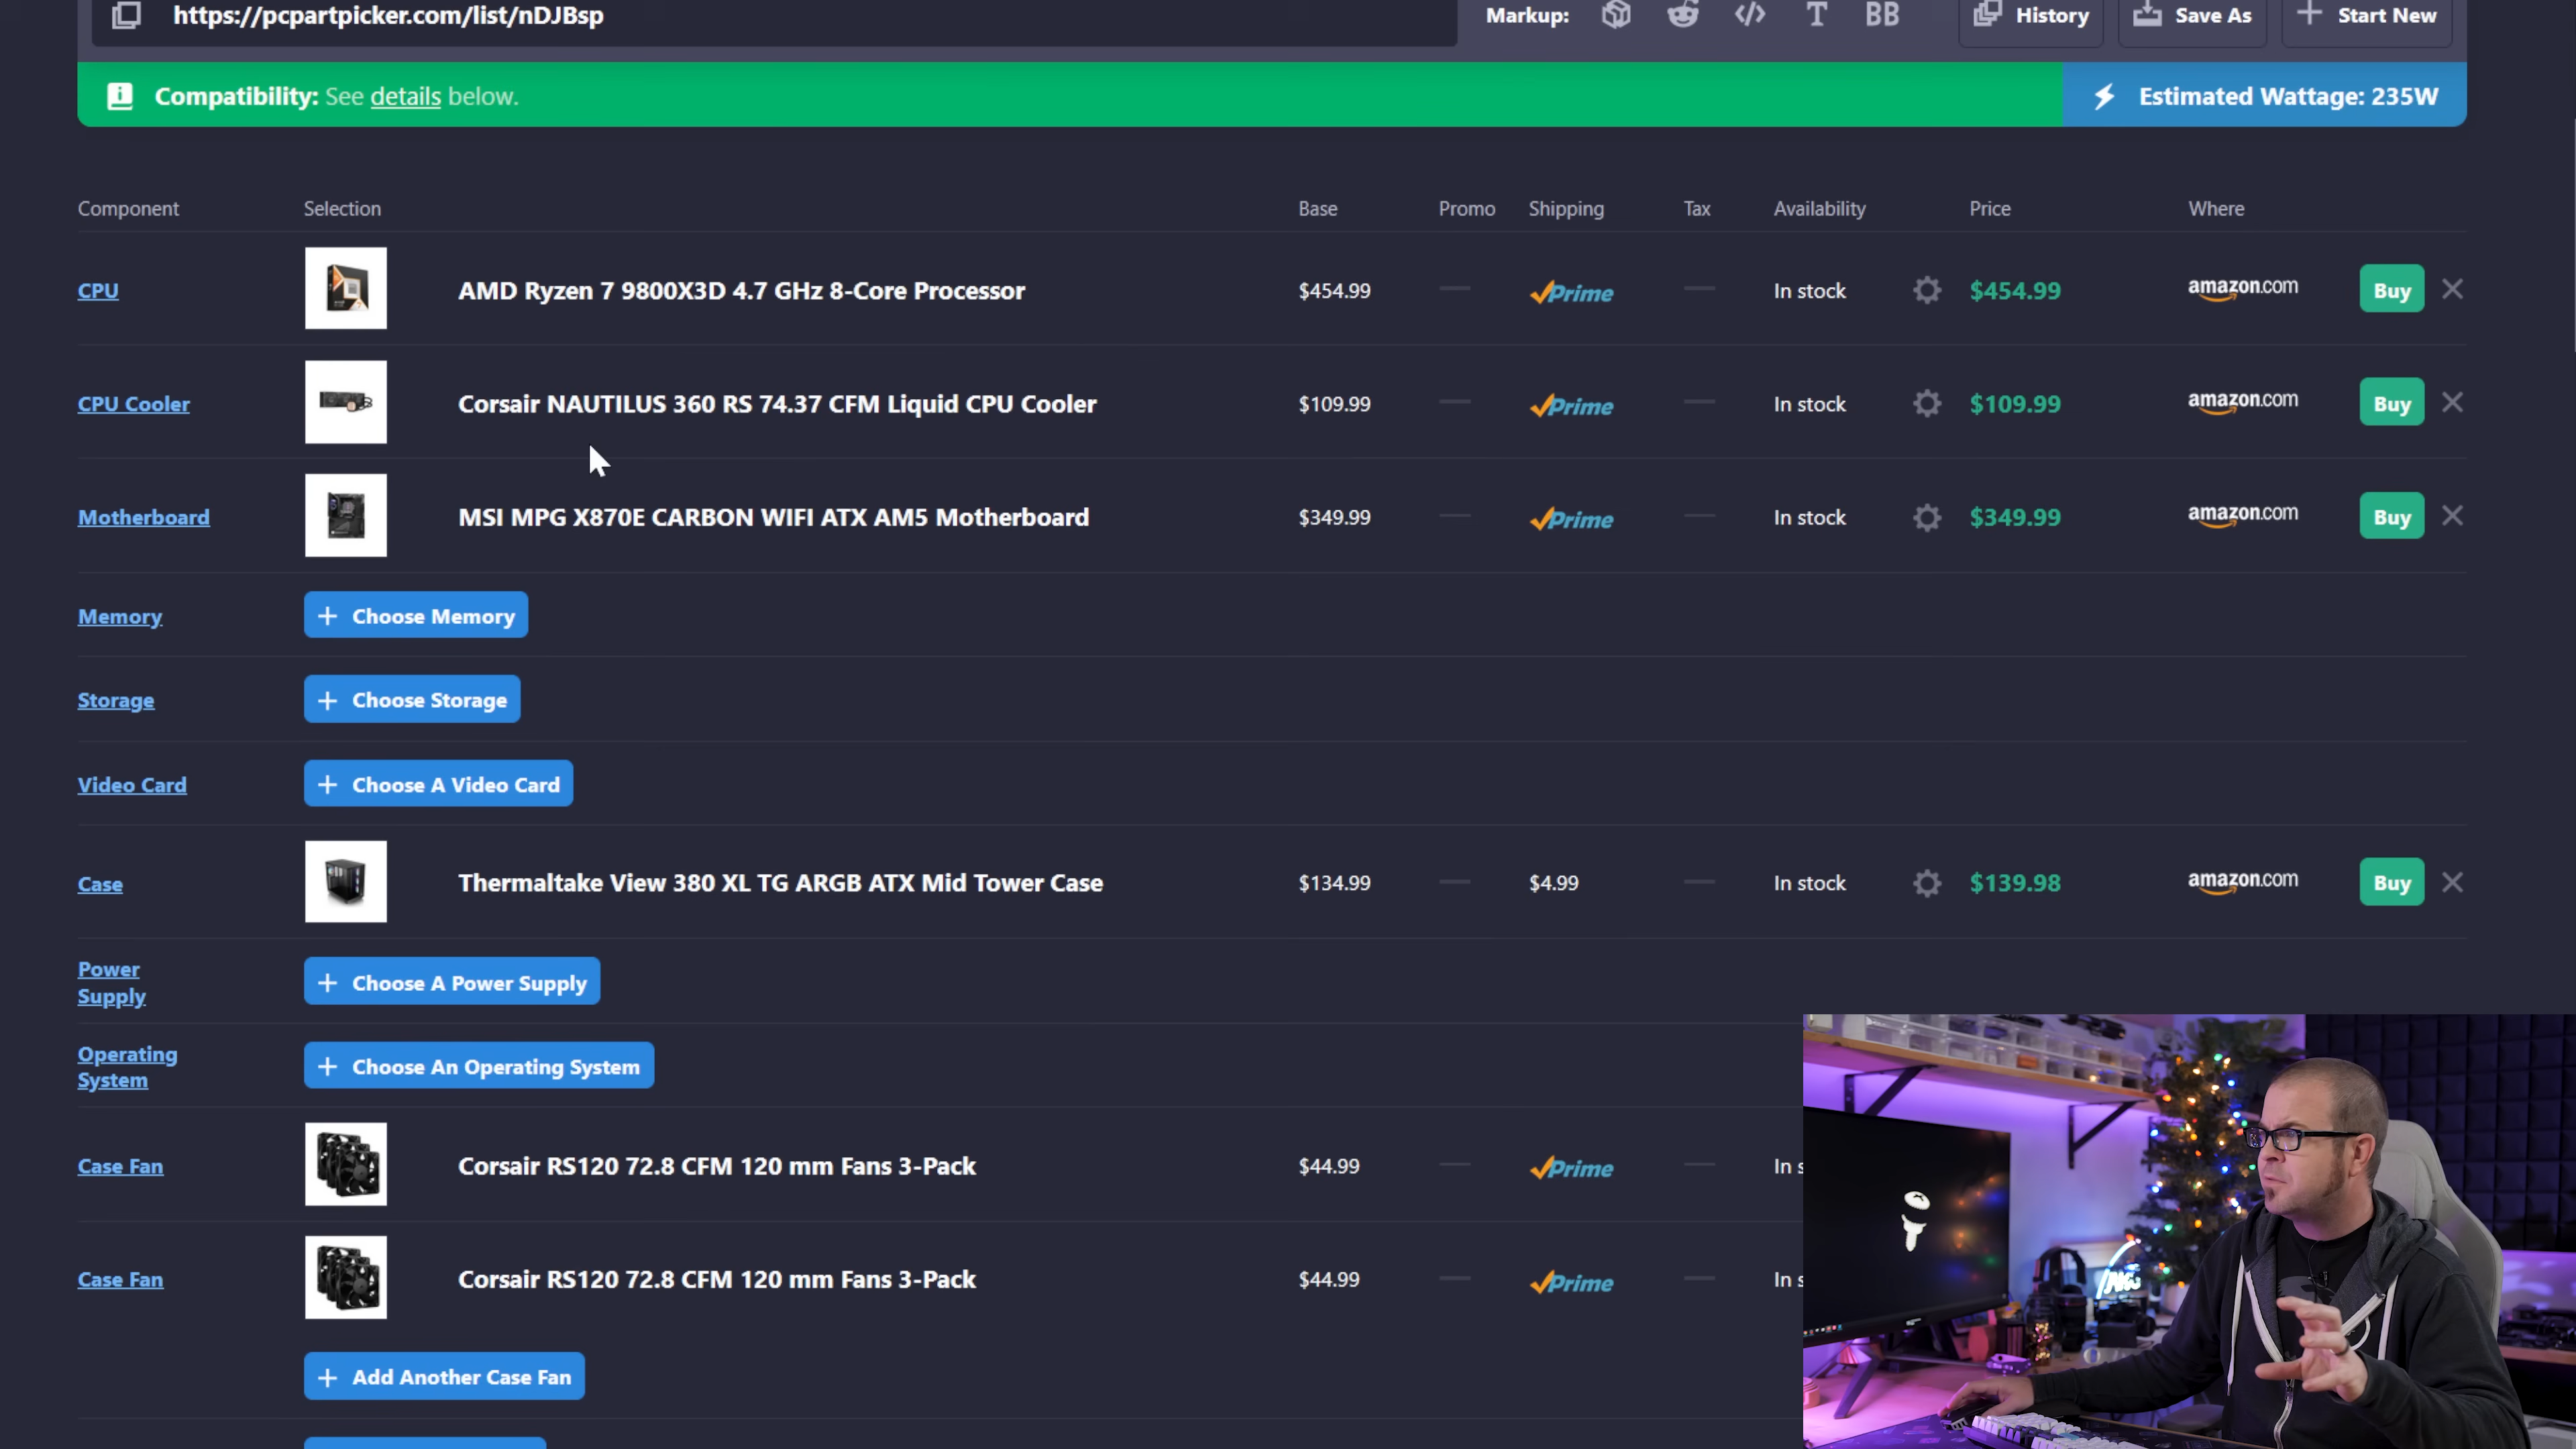 https://pcpartpicker.com/list/nDJBsp
Markup: T BB History Save As Start New
Compatibility: See details below.
Estimated Wattage: 235W
Component Selection Base Promo Shipping Tax Availability Price Where
CPU AMD Ryzen 7 9800X3D 4.7 GHz 8-Core Processor $454.99 — Prime — In stock $454.99 amazon.com Buy
CPU Cooler Corsair NAUTILUS 360 RS 74.37 CFM Liquid CPU Cooler $109.99 — Prime — In stock $109.99 amazon.com Buy
Motherboard MSI MPG X870E CARBON WIFI ATX AM5 Motherboard $349.99 — Prime — In stock $349.99 amazon.com Buy
Memory + Choose Memory
Storage + Choose Storage
Video Card + Choose A Video Card
Case Thermaltake View 380 XL TG ARGB ATX Mid Tower Case $134.99 — $4.99 — In stock $139.98 amazon.com Buy
Power
Supply
+ Choose A Power Supply
Operating
System
+ Choose An Operating System
Case Fan Corsair RS120 72.8 CFM 120 mm Fans 3-Pack $44.99 — Prime — In s
Case Fan Corsair RS120 72.8 CFM 120 mm Fans 3-Pack $44.99 — Prime — In s
+ Add Another Case Fan